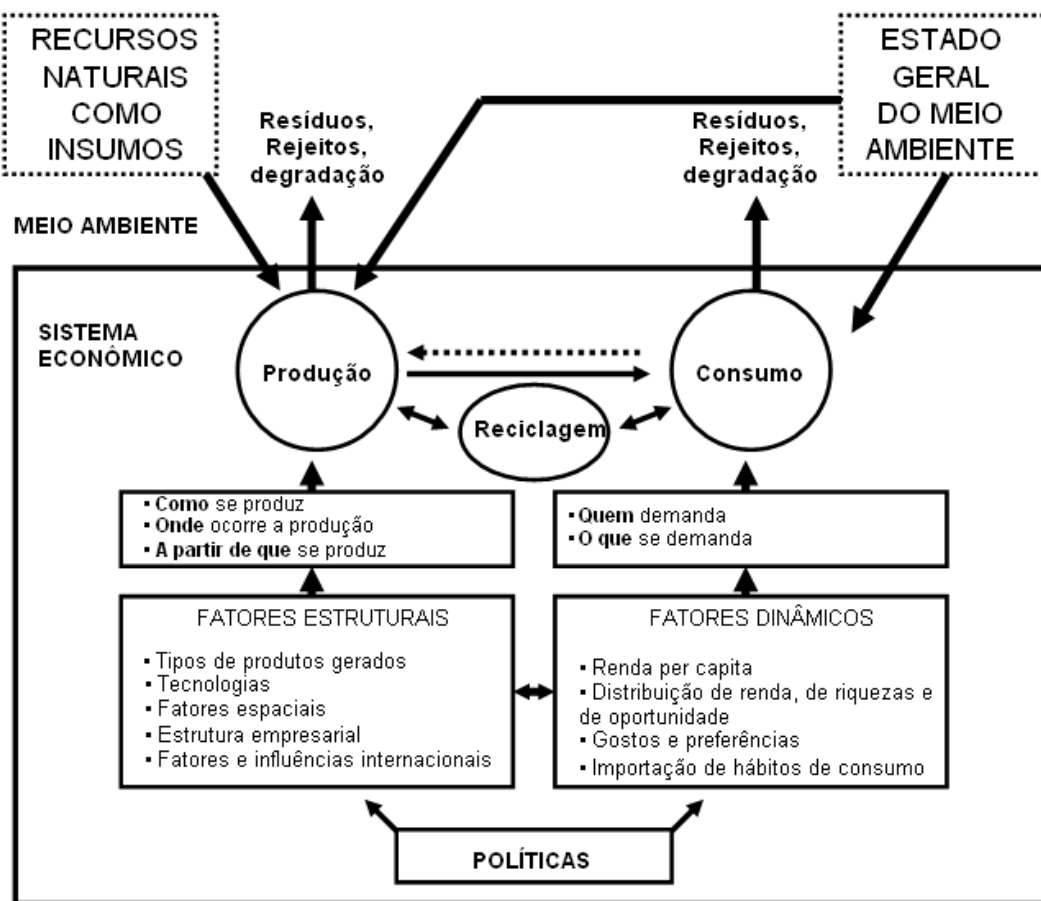 RECURSOS
NATURAIS
COMO
INSUMOS
ESTADO
GERAL
DO MEIO
AMBIENTE
Resíduos,
Rejeitos,
degradação
Resíduos,
Rejeitos,
degradação
MEIO AMBIENTE
SISTEMA
ECONÔMICO
Produção
Consumo
Reciclagem
▪ Como se produz
▪ Onde ocorre a produção
▪ A partir de que se produz
▪ Quem demanda
▪ O que se demanda
FATORES ESTRUTURAIS
▪ Tipos de produtos gerados
▪ Tecnologias
▪ Fatores espaciais
▪ Estrutura empresarial
▪ Fatores e influências internacionais
FATORES DINÂMICOS
▪ Renda per capita
▪ Distribuição de renda, de riquezas e
de oportunidade
▪ Gostos e preferências
▪ Importação de hábitos de consumo
POLÍTICAS